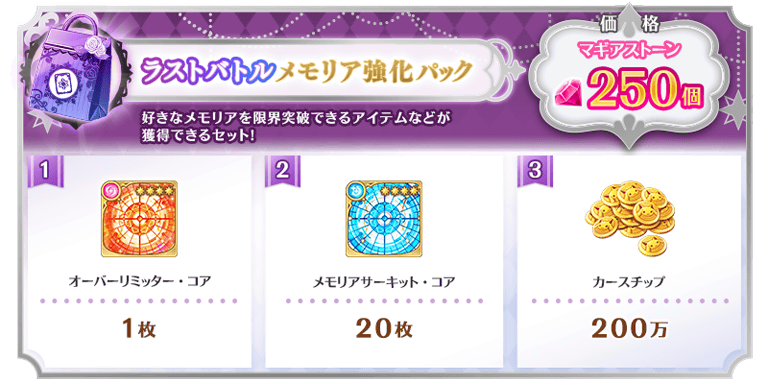 ラストバトルメモリア強化パック
価格
マギアストーン
250個
好きなメモリアを限界突破できるアイテムなどが
獲得できるセット!
1
オーバーリミッター・コア
1枚
2
メモリアサーキット・コア
20枚
3
カースチップ
200万